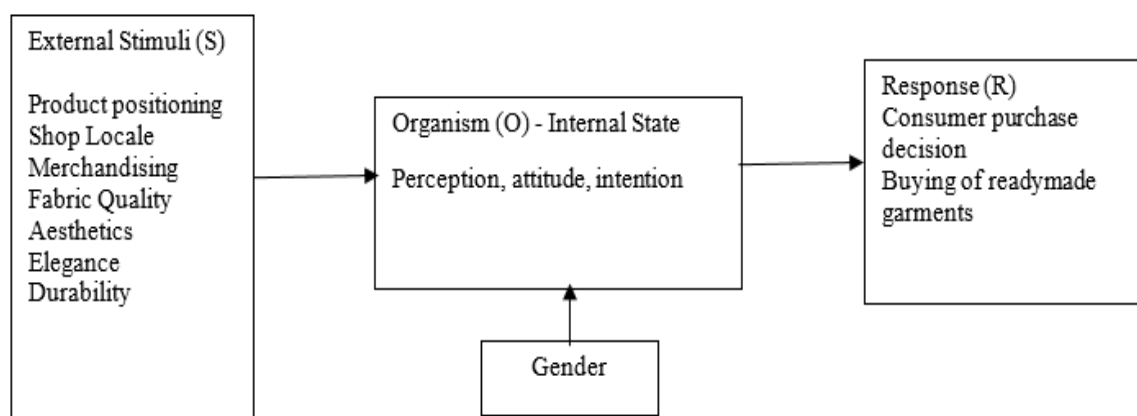 External Stimuli (S)
Product positioning
Shop Locale
Merchandising
Fabric Quality
Aesthetics
Elegance
Durability
Organism (O) - Internal State
Perception, attitude, intention
Gender
Response (R)
Consumer purchase
decision
Buying of readymade
garments